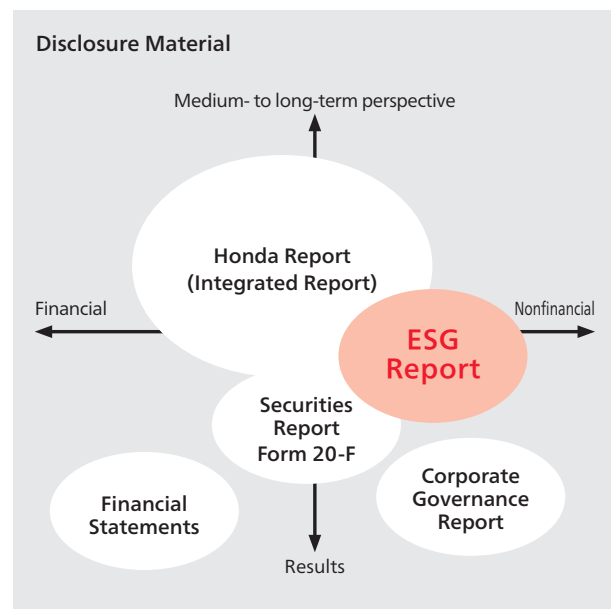 Disclosure Material
Medium- to long-term perspective
Honda Report
(Integrated Report)
Financial
Nonfinancial
ESG
Report
Securities
Report
Form 20-F
Corporate
Governance
Report
Financial
Statements
Results